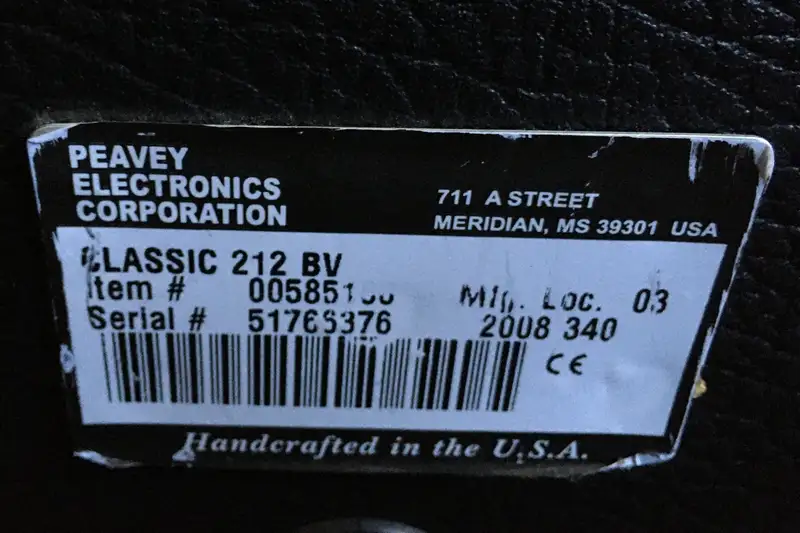 PEAVEY
ELECTRONICS
CORPORATION
711 A STREET
MERIDIAN, MS 39301 USA
CLASSIC 212 BV
Item #
Mfg. Loc. 03
Serial #
2008 340
CE
Handcrafted in the U.S.A.